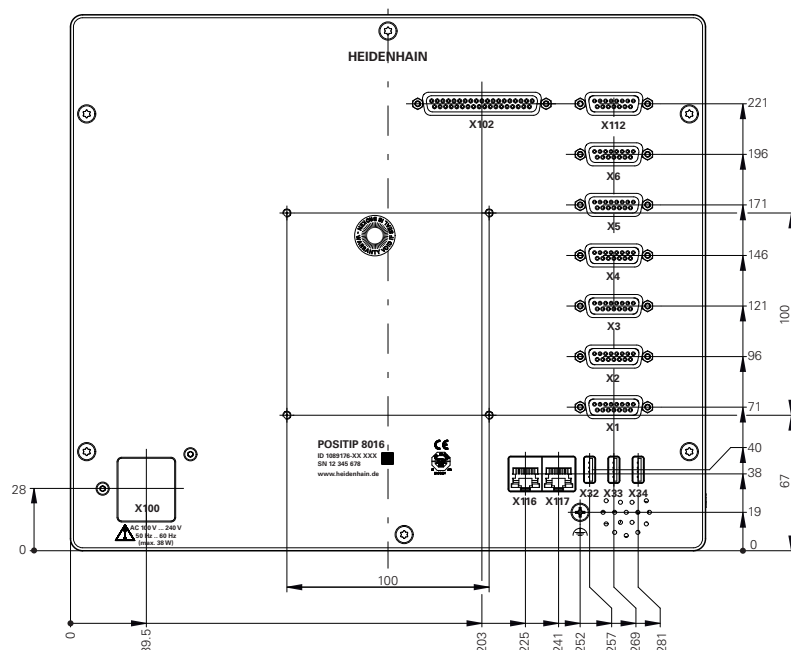 HEIDENHAIN
X102
X112
221
X6
196
X5
171
X4
146
X3
121
X2
96
X1
71
100
67
POSITIP 8016
ID 1089176-XX XXX
SN 12 345 678
www.heidenhain.de
CE
X116
X117
X32
X33
X34
40
38
19
0
28
0
X100
AC 100 V ... 240 V
50 Hz ... 60 Hz
(max. 38 W)
100
0
39.5
203
225
241
252
257
269
281